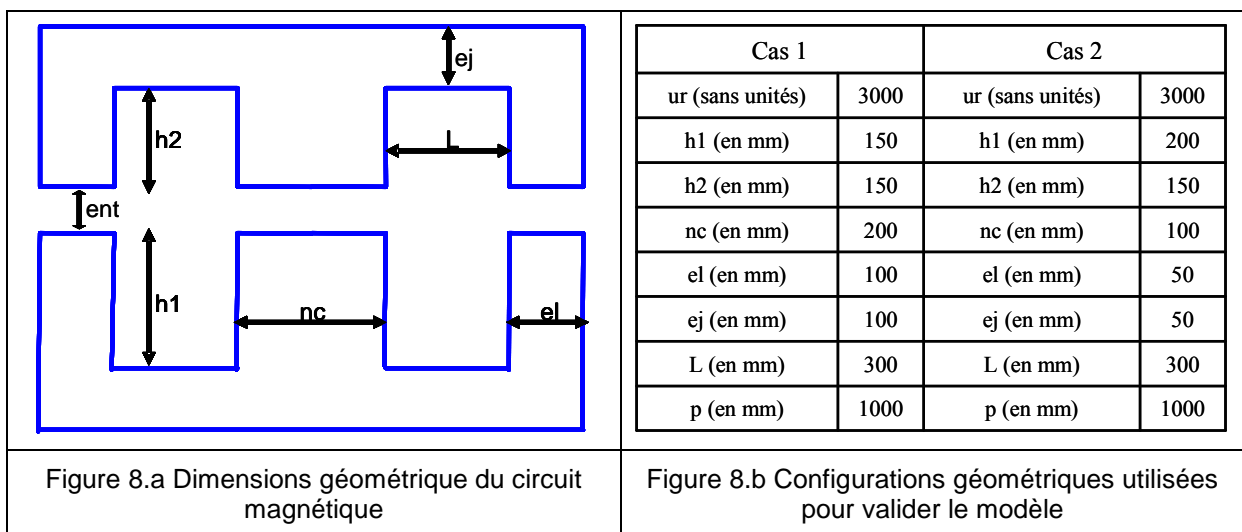 ej
h2
L
ent
h1
nc
el
Cas 1 Cas 2
ur (sans unités) 3000 ur (sans unités) 3000
h1 (en mm) 150 h1 (en mm) 200
h2 (en mm) 150 h2 (en mm) 150
nc (en mm) 200 nc (en mm) 100
el (en mm) 100 el (en mm) 50
ej (en mm) 100 ej (en mm) 50
L (en mm) 300 L (en mm) 300
p (en mm) 1000 p (en mm) 1000
Figure 8.a Dimensions géométrique du circuit
magnétique
Figure 8.b Configurations géométriques utilisées
pour valider le modèle